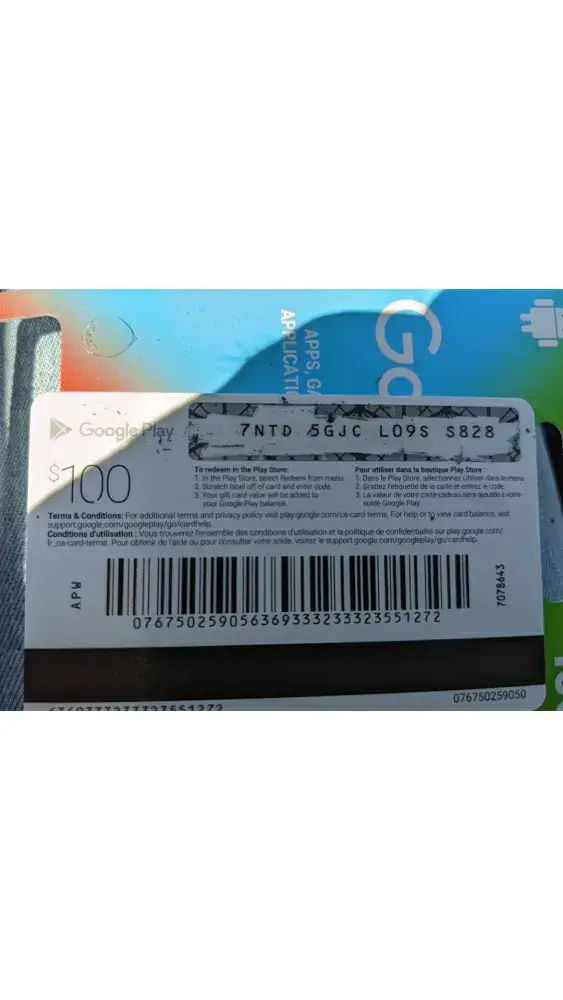 APPS, GA
APPLICATIO
Go
Google Play
7NTD 5GJC L09S S828
$100
To redeem in the Play Store:
1. In the Play Store, select Redeem from menu
2. Scratch label off of card and enter code.
3. Your gift card value will be added to
your Google Play balance
Pour utiliser dans la boutique Play Store :
1. Dans le Play Store, sélectionnez Utiliser dans le menu
2. Grattez l'étiquette de la carte et entrez le code.
3. La valeur de votre carte-cadeau sera ajoutée à votre
solde Google Play
Terms & Conditions: For additional terms and privacy policy visit play.google.com/ca-card-terms. For help or to view card balance, visit
support.google.com/googleplay/go/cardhelp.
Conditions d'utilisation : Vous trouverez l'ensemble des conditions d'utilisation et la politique de confidentialité sur play.google.com/
fr_ca-card-terms. Pour obtenir de l'aide ou pour consulter votre solde, visitez le support.google.com/googleplay/go/cardhelp.
APW
7078643
076750259056369333233323551272
076750259050